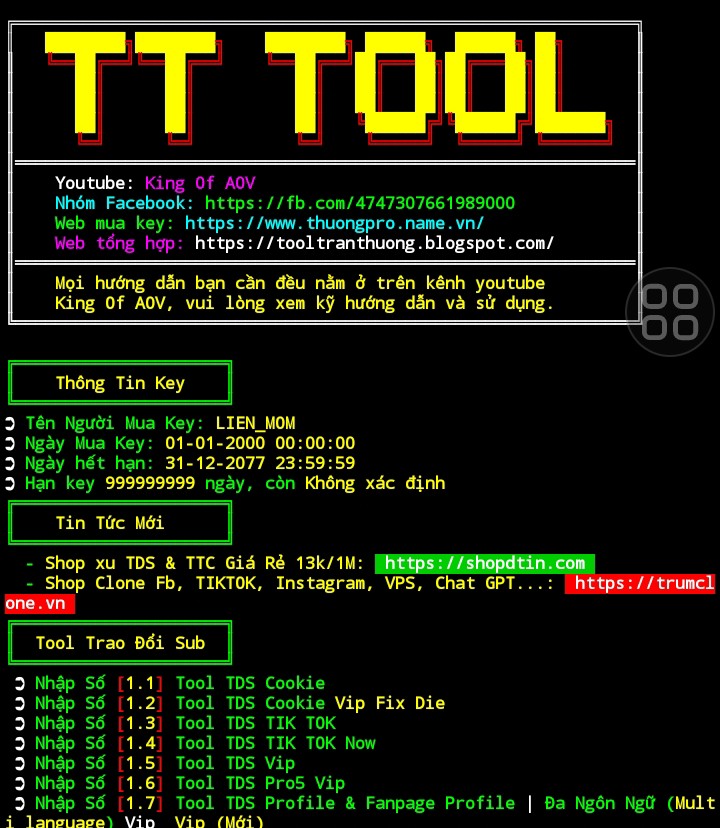 TT TOOL
Youtube: King Of AOV
Nhóm Facebook: https://fb.com/4747307661989000
Web mua key: https://www.thuongpro.name.vn/
Web tổng hợp: https://tooltranthuong.blogspot.com/
Mọi hướng dẫn bạn cần đều nằm ở trên kênh youtube
King Of AOV, vui lòng xem kỹ hướng dẫn và sử dụng.
Thông Tin Key
Tên Người Mua Key: LIEN_MOM
Ngày Mua Key: 01-01-2000 00:00:00
Ngày hết hạn: 31-12-2077 23:59:59
Hạn key 999999999 ngày, còn Không xác định
Tin Tức Mới
- Shop xu TDS & TTC Giá Rẻ 13k/1M: https://shopdtin.com
- Shop Clone Fb, TIKTOK, Instagram, VPS, Chat GPT...: https://trumcl
one.vn
Tool Trao Đổi Sub
Nhập Số [1.1] Tool TDS Cookie
Nhập Số [1.2] Tool TDS Cookie Vip Fix Die
Nhập Số [1.3] Tool TDS TIK TOK
Nhập Số [1.4] Tool TDS TIK TOK Now
Nhập Số [1.5] Tool TDS Vip
Nhập Số [1.6] Tool TDS Pro5 Vip
Nhập Số [1.7] Tool TDS Profile & Fanpage Profile | Đa Ngôn Ngữ (Mult
i language) Vip  Vip (Mới)